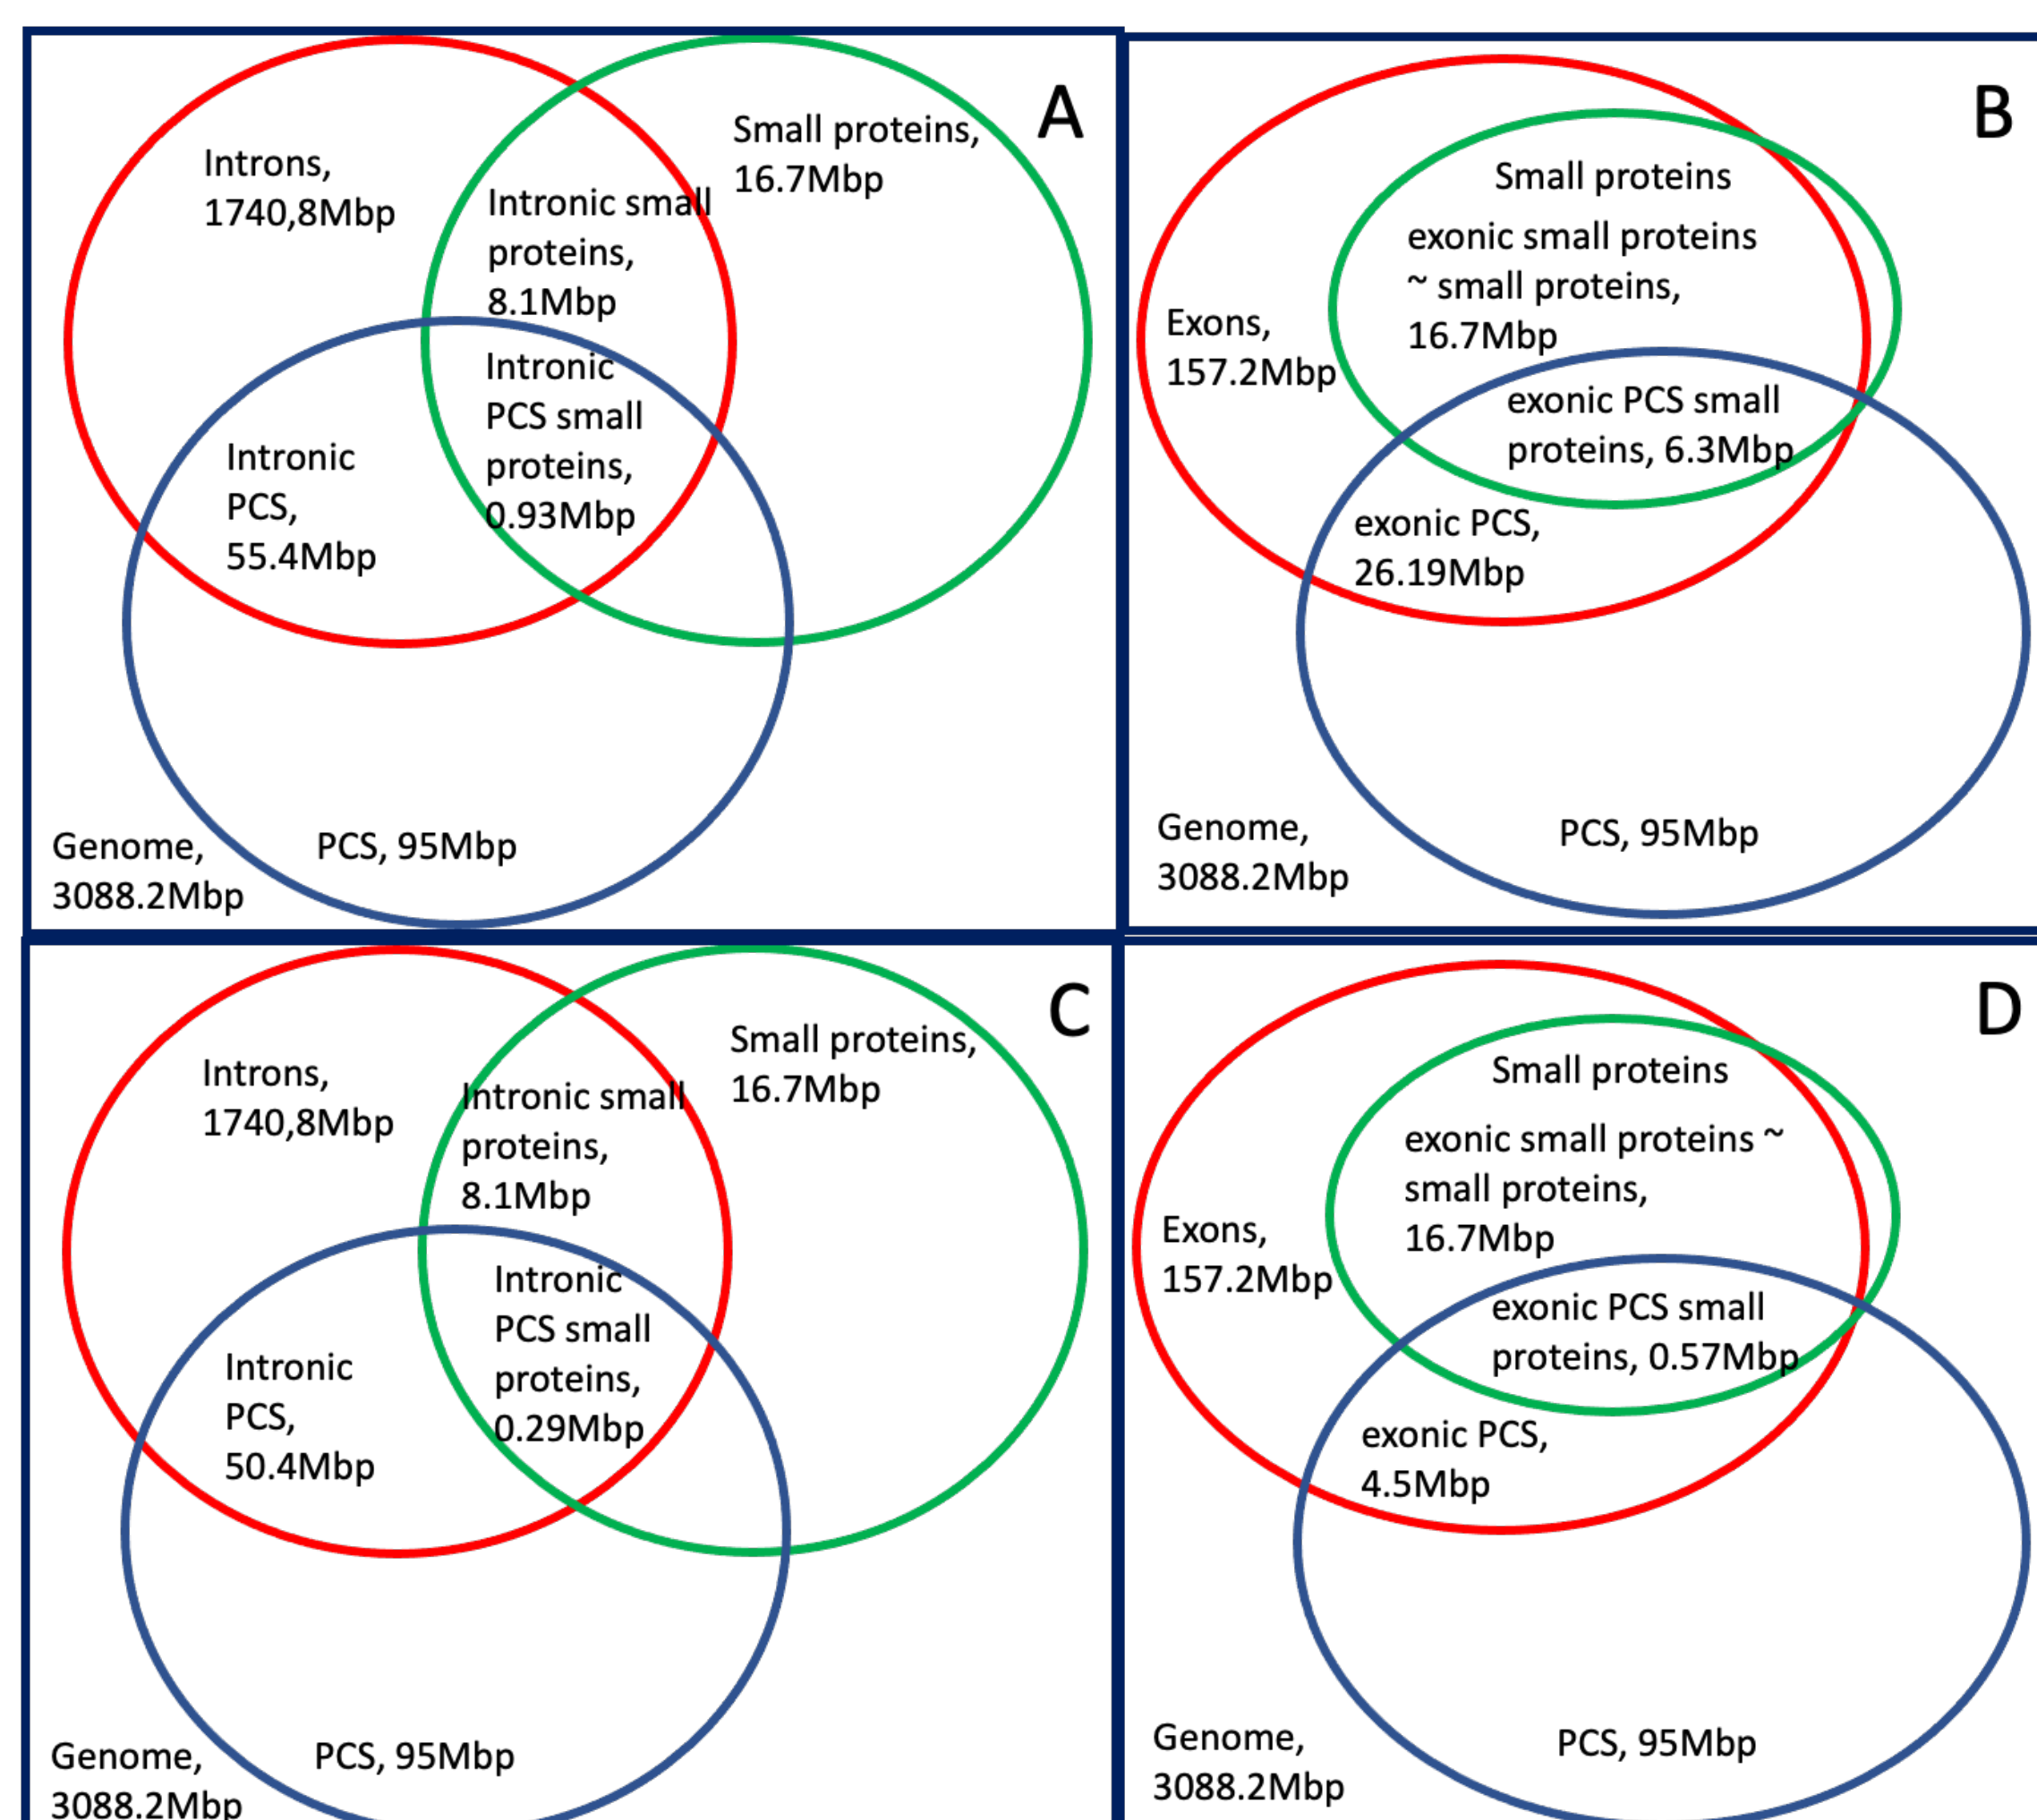 A
Introns,
1740,8Mbp
Small proteins,
16.7Mbp
Intronic small
proteins,
8.1Mbp
Intronic
PCS small
proteins,
0.93Mbp
Intronic
PCS,
55.4Mbp
Genome,
3088.2Mbp
PCS, 95Mbp
B
Small proteins
exonic small proteins
~ small proteins,
16.7Mbp
Exons,
157.2Mbp
exonic PCS small
proteins, 6.3Mbp
exonic PCS,
26.19Mbp
Genome,
3088.2Mbp
PCS, 95Mbp
C
Introns,
1740,8Mbp
Small proteins,
16.7Mbp
Intronic small
proteins,
8.1Mbp
Intronic
PCS small
proteins,
0.29Mbp
Intronic
PCS,
50.4Mbp
Genome,
3088.2Mbp
PCS, 95Mbp
D
Small proteins
exonic small proteins ~
small proteins,
16.7Mbp
Exons,
157.2Mbp
exonic PCS small
proteins, 0.57Mbp
exonic PCS,
4.5Mbp
Genome,
3088.2Mbp
PCS, 95Mbp